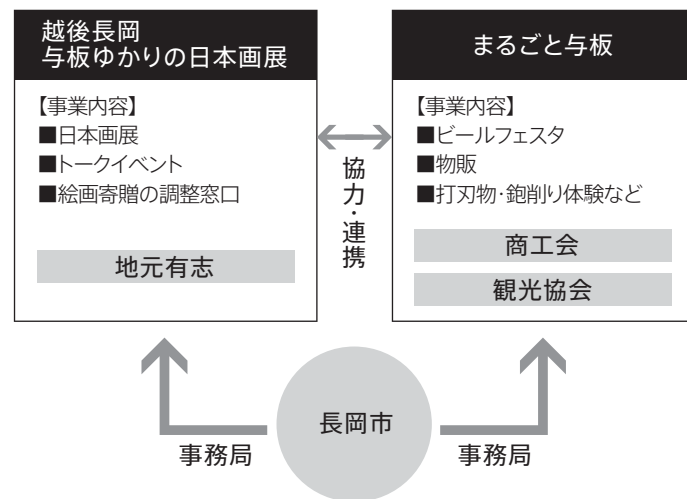 越後長岡
与板ゆかりの日本画展
【事業内容】
■日本画展
■トークイベント
■絵画寄贈の調整窓口
地元有志
協力・連携
まるごと与板
【事業内容】
■ビールフェスタ
■物販
■打刃物・鉋削り体験など
商工会
観光協会
長岡市
事務局
事務局